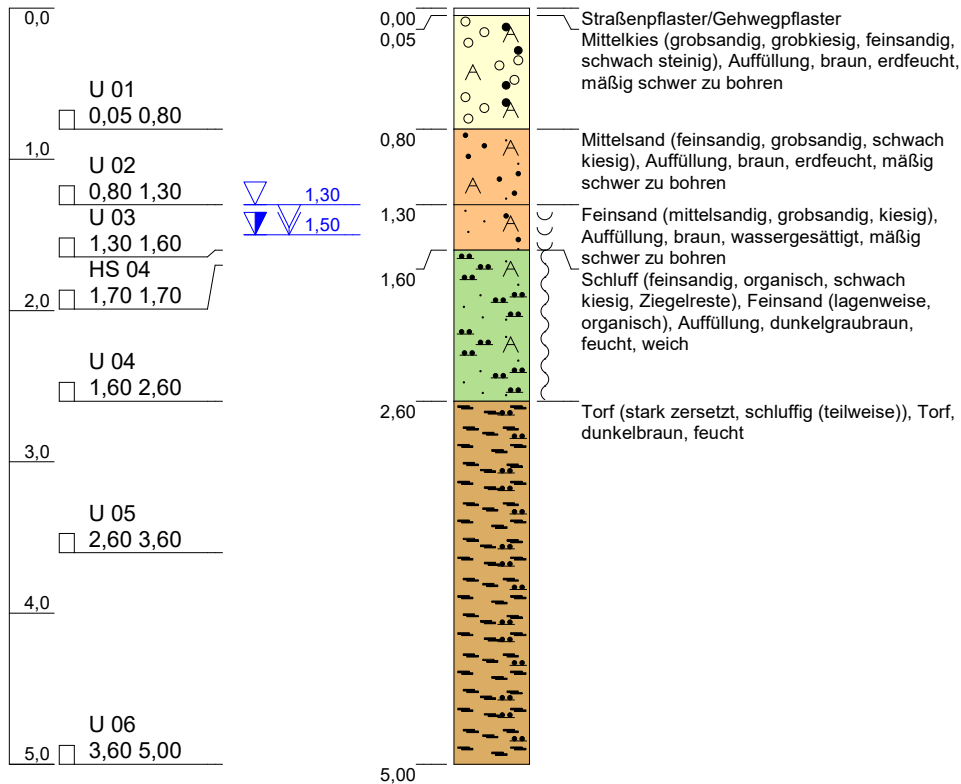 0,0
1,0
2,0
3,0
4,0
5,0
U 01
0,05 0,80
U 02
0,80 1,30
U 03
1,30 1,60
HS 04
1,70 1,70
U 04
1,60 2,60
U 05
2,60 3,60
U 06
3,60 5,00
1,30
1,50
0,00
0,05
0,80
1,30
1,60
2,60
5,00
A
A
A
A
A
A
A
A
Straßenpflaster/Gehwegpflaster
Mittelkies (grobsandig, grobkiesig, feinsandig,
schwach steinig), Auffüllung, braun, erdfeucht,
mäßig schwer zu bohren
Mittelsand (feinsandig, grobsandig, schwach
kiesig), Auffüllung, braun, erdfeucht, mäßig
schwer zu bohren
Feinsand (mittelsandig, grobsandig, kiesig),
Auffüllung, braun, wassergesättigt, mäßig
schwer zu bohren
Schluff (feinsandig, organisch, schwach
kiesig, Ziegelreste), Feinsand (lagenweise,
organisch), Auffüllung, dunkelgraubraun,
feucht, weich
Torf (stark zersetzt, schluffig (teilweise)), Torf,
dunkelbraun, feucht